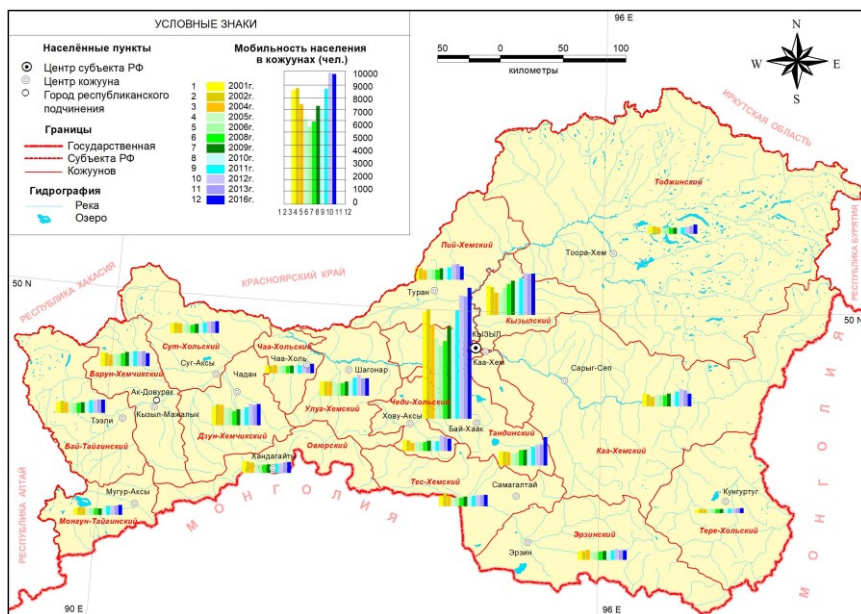 УСЛОВНЫЕ ЗНАКИ
Населённые пункты
Центр субъекта РФ
Центр кожууна
Город республиканского
подчинения
Границы
Государственная
Субъекта РФ
Кожуунов
Гидрография
Река
Озеро
Мобильность населения
в кожуунах (чел.)
1 2001г.
2 2002г.
3 2004г.
4 2005г.
5 2006г.
6 2008г.
7 2009г.
8 2010г.
9 2011г.
10 2012г.
11 2013г.
12 2016г.
10000
9000
8000
7000
6000
5000
4000
3000
2000
1000
0
1 2 3 4 5 6 7 8 9 10 11 12
96 E
50 0 50 100
километры
N
W E
S
ИРКУТСКАЯ ОБЛАСТЬ
Тоджинский
РЕСПУБЛИКА БУРЯТИЯ
Тоора-Хем
Пий-Хемский
50 N
КРАСНОЯРСКИЙ КРАЙ
РЕСПУБЛИКА ХАКАСИЯ
Туран
Кызылский
50 N
КЫЗЫЛ
Каа-Хем
Сут-Хольский
Чаа-Хольский
Чаа-Холь
Шагонар
Суг-Аксы
Барун-Хемчикский
Сарыг-Сеп
Чадан
Ак-Довурак
Кызыл-Мажалык
Тээли
Улуг-Хемский
Чеди-Хольский
Хову-Аксы
Бай-Хаак
Дзун-Хемчикский
Тандинский
Бай-Тайгинский
Овюрский
Каа-Хемский
Хандагайты
Тес-Хемский
Самагалтай
Мугур-Аксы
Монгун-Тайгинский
РЕСПУБЛИКА АЛТАЙ
МОНГОЛИЯ
Кунгуртуг
Тере-Хольский
Эрзинский
Эрзин
МОНГОЛИЯ
90 E
96 E